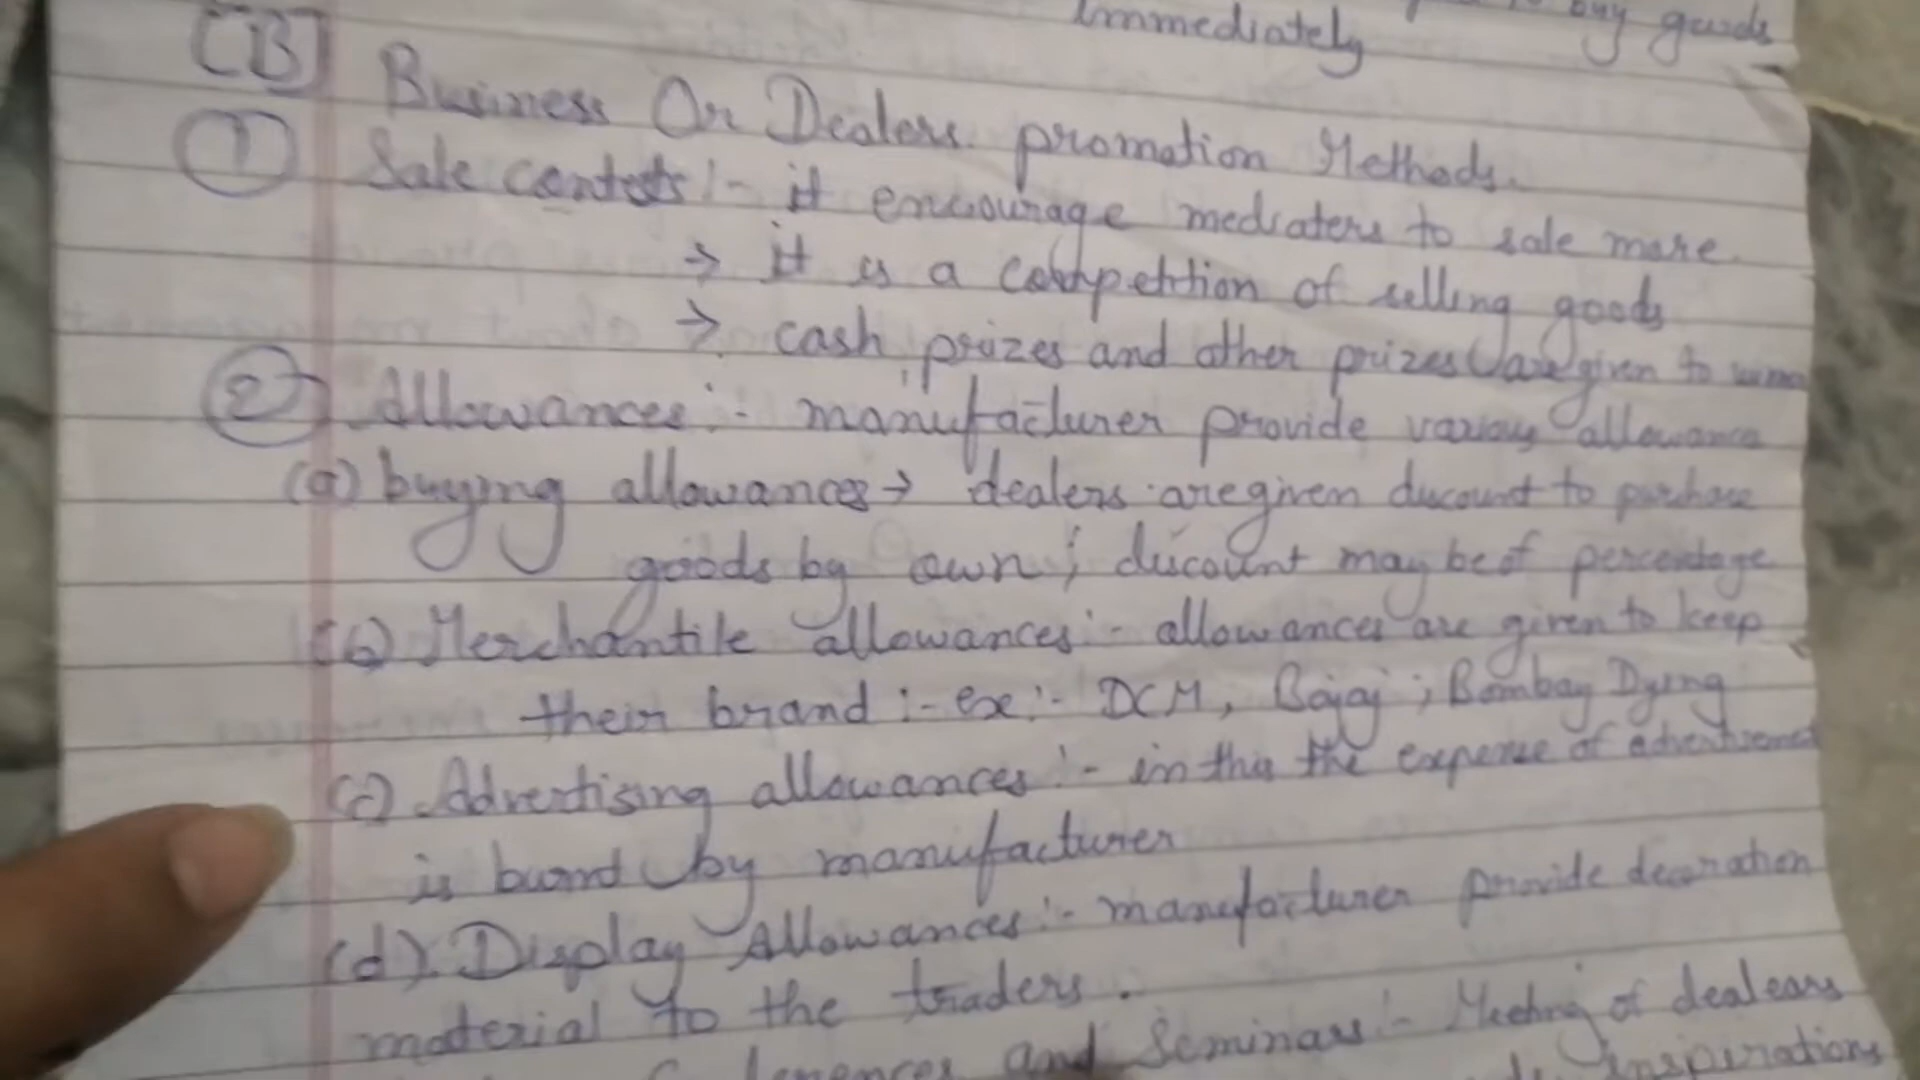 buy goods
immediately
(B) Business Or Dealers promotion Methods.
(1) Sale contests :- it encourage mediaters to sale more.
→ it is a competition of selling goods
→ cash prizes and other prizes are given to
(2) Allowances :- manufacturer provide allowance
(a) buying allowances → dealers are given discount to purchase
goods by own ; discount may be of percentage
(b) Merchantile allowances :- allowances are given to keep
their brand :- ex :- DCM, Bajaj ; Bombay Dying
(c) Advertising allowances :- in this the expense of
is by manufacturer
(d) Display Allowances :- manufacturer provide decoration
material to the traders.
and Seminars :- Meeting of dealears
inspirations